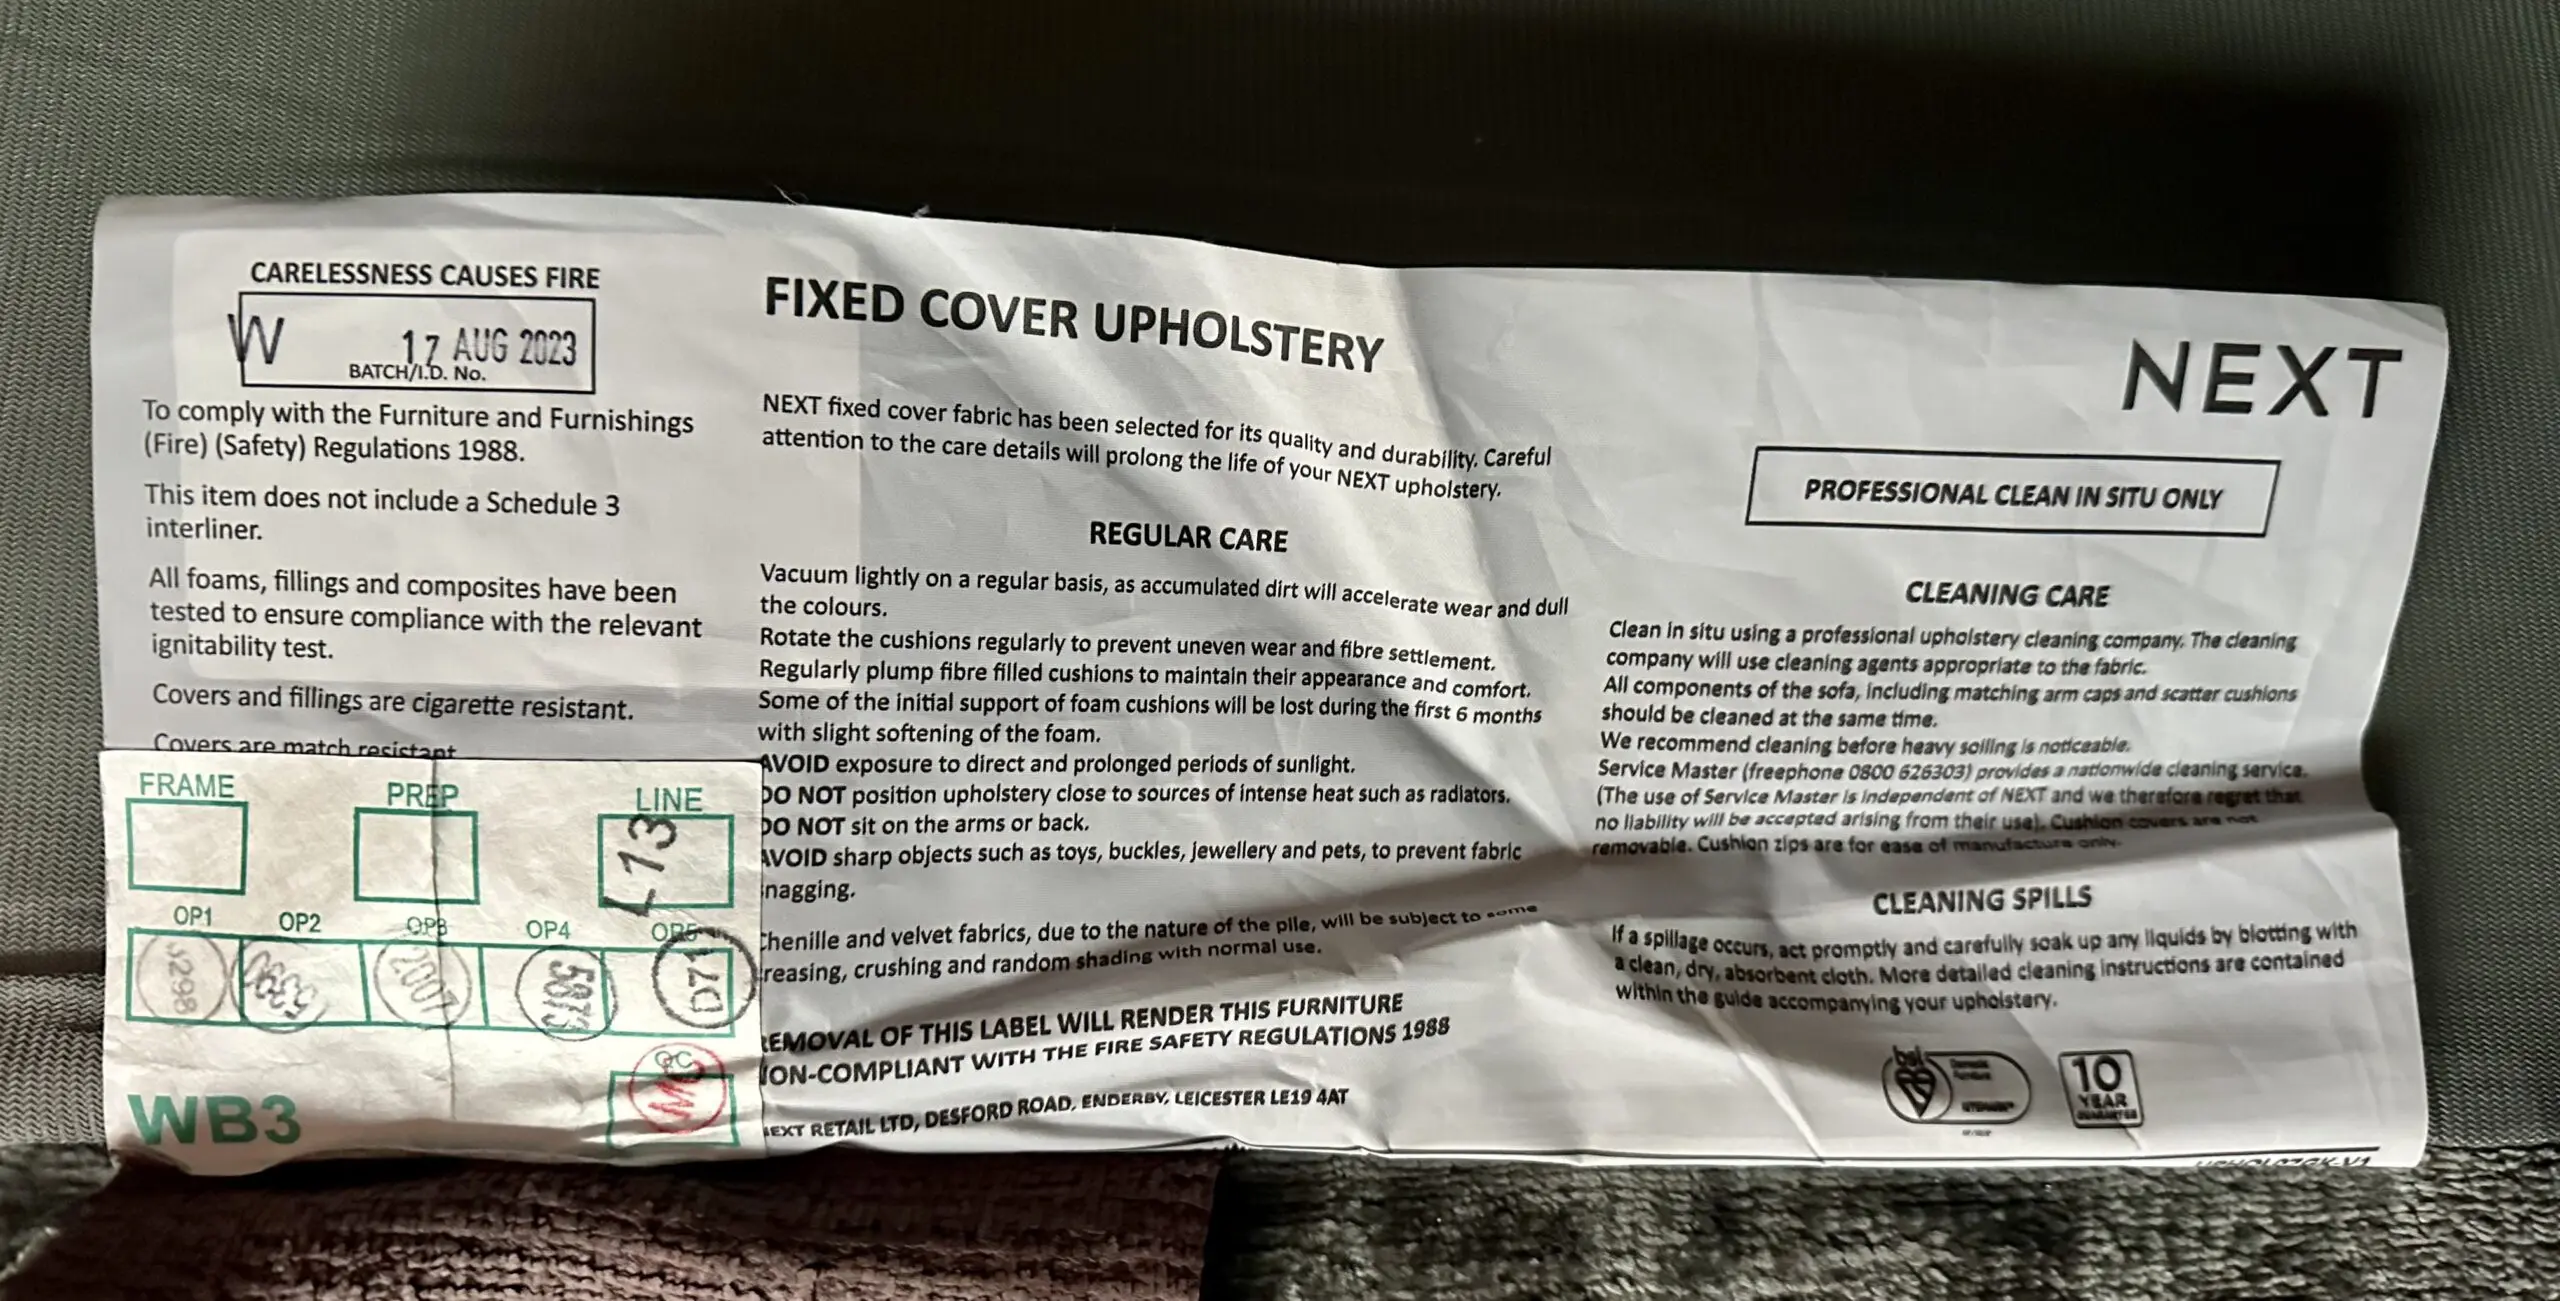 CARELESSNESS CAUSES FIRE
W 17 AUG 2023
BATCH/I.D. No.
To comply with the Furniture and Furnishings
(Fire) (Safety) Regulations 1988.
This item does not include a Schedule 3
interliner.
All foams, fillings and composites have been
tested to ensure compliance with the relevant
ignitability test.
Covers and fillings are cigarette resistant.
Covers are match resistant
FRAME PREP LINE
L13
OP1 OP2 OP3 OP4 OP5
3298 5390 2007 5873 D71
QC
WB3
FIXED COVER UPHOLSTERY
NEXT fixed cover fabric has been selected for its quality and durability. Careful
attention to the care details will prolong the life of your NEXT upholstery.
REGULAR CARE
Vacuum lightly on a regular basis, as accumulated dirt will accelerate wear and dull
the colours.
Rotate the cushions regularly to prevent uneven wear and fibre settlement.
Regularly plump fibre filled cushions to maintain their appearance and comfort.
Some of the initial support of foam cushions will be lost during the first 6 months
with slight softening of the foam.
AVOID exposure to direct and prolonged periods of sunlight.
DO NOT position upholstery close to sources of intense heat such as radiators.
DO NOT sit on the arms or back.
AVOID sharp objects such as toys, buckles, jewellery and pets, to prevent fabric
nagging.
henille and velvet fabrics, due to the nature of the pile, will be subject to some
reasing, crushing and random shading with normal use.
EMOVAL OF THIS LABEL WILL RENDER THIS FURNITURE
ON-COMPLIANT WITH THE FIRE SAFETY REGULATIONS 1988
NEXT RETAIL LTD, DESFORD ROAD, ENDERBY, LEICESTER LE19 4AT
NEXT
PROFESSIONAL CLEAN IN SITU ONLY
CLEANING CARE
Clean in situ using a professional upholstery cleaning company. The cleaning
company will use cleaning agents appropriate to the fabric.
All components of the sofa, including matching arm caps and scatter cushions
should be cleaned at the same time.
We recommend cleaning before heavy soiling is noticeable.
Service Master (freephone 0800 626303) provides a nationwide cleaning service.
(The use of Service Master is independent of NEXT and we therefore regret that
no liability will be accepted arising from their use). Cushion covers are not
removable. Cushion zips are for ease of manufacture only.
CLEANING SPILLS
If a spillage occurs, act promptly and carefully soak up any liquids by blotting with
a clean, dry, absorbent cloth. More detailed cleaning instructions are contained
within the guide accompanying your upholstery.
bsi
10
YEAR
GUARANTEE